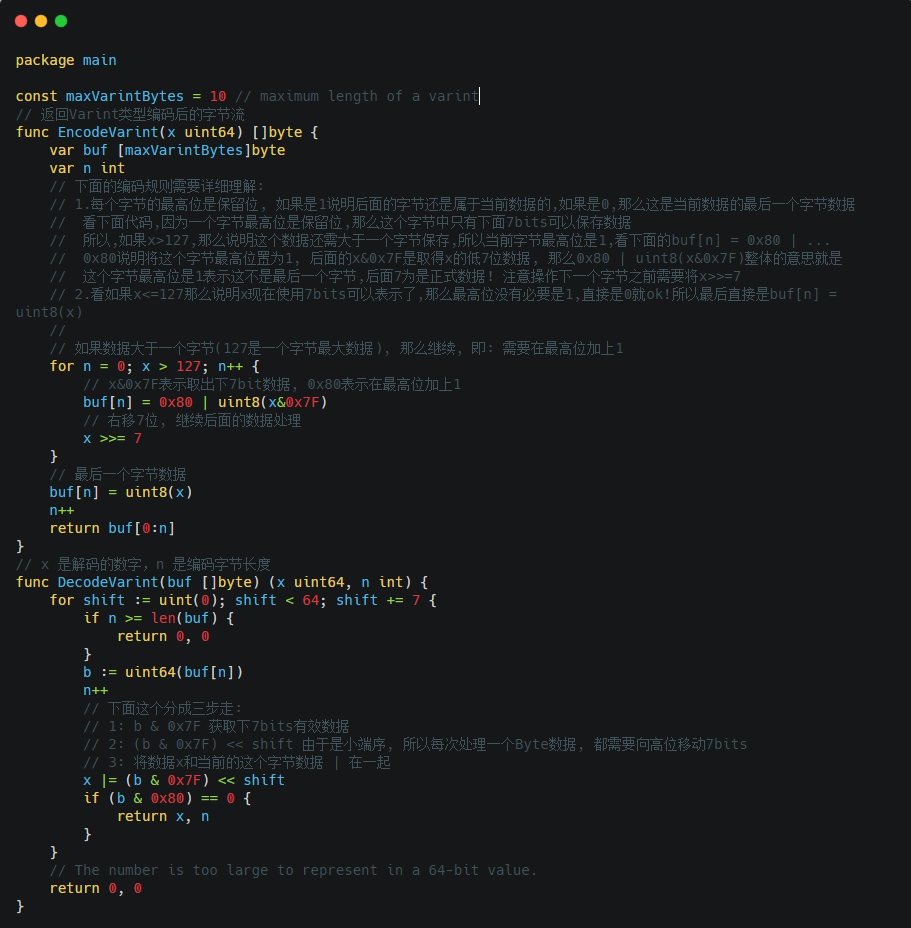 package main
const maxVarintBytes = 10 // maximum length of a varint
// 返回Varint类型编码后的字节流
func EncodeVarint(x uint64) []byte {
    var buf [maxVarintBytes]byte
    var n int
    // 下面的编码规则需要详细理解:
    // 1.每个字节的最高位是保留位, 如果是1说明后面的字节还是属于当前数据的,如果是0,那么这是当前数据的最后一个字节数据
    //  看下面代码,因为一个字节最高位是保留位,那么这个字节中只有下面7bits可以保存数据
    //  所以,如果x>127,那么说明这个数据还需大于一个字节保存,所以当前字节最高位是1,看下面的buf[n] = 0x80 | ...
    //  0x80说明将这个字节最高位置为1, 后面的x&0x7F是取得x的低7位数据, 那么0x80 | uint8(x&0x7F)整体的意思就是
    //  这个字节最高位是1表示这不是最后一个字节,后面7为是正式数据! 注意操作下一个字节之前需要将x>>=7
    // 2.看如果x<=127那么说明x现在使用7bits可以表示了,那么最高位没有必要是1,直接是0就ok!所以最后直接是buf[n] =
uint8(x)
    //
    // 如果数据大于一个字节(127是一个字节最大数据), 那么继续, 即: 需要在最高位加上1
    for n = 0; x > 127; n++ {
        // x&0x7F表示取出下7bit数据, 0x80表示在最高位加上1
        buf[n] = 0x80 | uint8(x&0x7F)
        // 右移7位, 继续后面的数据处理
        x >>= 7
    }
    // 最后一个字节数据
    buf[n] = uint8(x)
    n++
    return buf[0:n]
}
// x 是解码的数字, n 是编码字节长度
func DecodeVarint(buf []byte) (x uint64, n int) {
    for shift := uint(0); shift < 64; shift += 7 {
        if n >= len(buf) {
            return 0, 0
        }
        b := uint64(buf[n])
        n++
        // 下面这个分成三步走:
        // 1: b & 0x7F 获取下7bits有效数据
        // 2: (b & 0x7F) << shift 由于是小端序, 所以每次处理一个Byte数据, 都需要向高位移动7bits
        // 3: 将数据x和当前的这个字节数据 | 在一起
        x |= (b & 0x7F) << shift
        if (b & 0x80) == 0 {
            return x, n
        }
    }
    // The number is too large to represent in a 64-bit value.
    return 0, 0
}